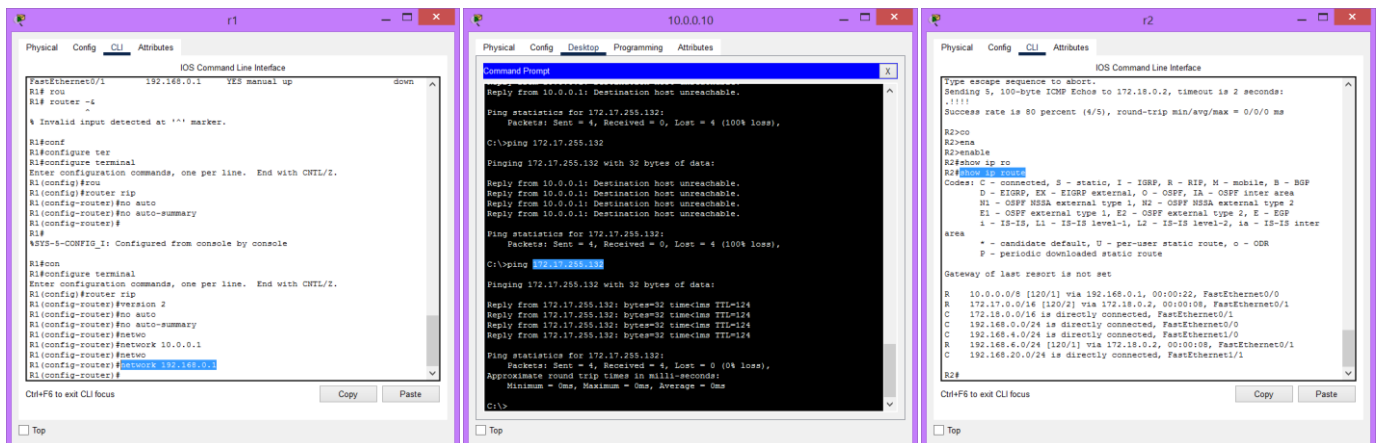 r1
Physical Config CLI Attributes
IOS Command Line Interface
FastEthernet0/1 192.168.0.1 YES manual up down
R1# rou
R1# router -&
^
% Invalid input detected at '^' marker.
R1#conf
R1#configure ter
R1#configure terminal
Enter configuration commands, one per line. End with CNTL/Z.
R1(config)#rou
R1(config)#router rip
R1(config-router)#no auto
R1(config-router)#no auto-summary
R1(config-router)#
R1#
%SYS-5-CONFIG_I: Configured from console by console
R1#con
R1#configure terminal
Enter configuration commands, one per line. End with CNTL/Z.
R1(config)#router rip
R1(config-router)#version 2
R1(config-router)#no auto
R1(config-router)#no auto-summary
R1(config-router)#netwo
R1(config-router)#network 10.0.0.1
R1(config-router)#netwo
R1(config-router)#network 192.168.0.1
R1(config-router)#
Ctrl+F6 to exit CLI focus
Copy Paste
Top
10.0.0.10
Physical Config Desktop Programming Attributes
Command Prompt X
Reply from 10.0.0.1: Destination host unreachable.
Reply from 10.0.0.1: Destination host unreachable.
Ping statistics for 172.17.255.132:
Packets: Sent = 4, Received = 0, Lost = 4 (100% loss),
C:\>ping 172.17.255.132
Pinging 172.17.255.132 with 32 bytes of data:
Reply from 10.0.0.1: Destination host unreachable.
Reply from 10.0.0.1: Destination host unreachable.
Reply from 10.0.0.1: Destination host unreachable.
Reply from 10.0.0.1: Destination host unreachable.
Ping statistics for 172.17.255.132:
Packets: Sent = 4, Received = 0, Lost = 4 (100% loss),
C:\>ping 172.17.255.132
Pinging 172.17.255.132 with 32 bytes of data:
Reply from 172.17.255.132: bytes=32 time<1ms TTL=124
Reply from 172.17.255.132: bytes=32 time<1ms TTL=124
Reply from 172.17.255.132: bytes=32 time<1ms TTL=124
Reply from 172.17.255.132: bytes=32 time<1ms TTL=124
Ping statistics for 172.17.255.132:
Packets: Sent = 4, Received = 4, Lost = 0 (0% loss),
Approximate round trip times in milli-seconds:
Minimum = 0ms, Maximum = 0ms, Average = 0ms
C:\>
Top
r2
Physical Config CLI Attributes
IOS Command Line Interface
Type escape sequence to abort.
Sending 5, 100-byte ICMP Echos to 172.18.0.2, timeout is 2 seconds:
.!!!!
Success rate is 80 percent (4/5), round-trip min/avg/max = 0/0/0 ms
R2>co
R2>ena
R2>enable
R2#show ip ro
R2#show ip route
Codes: C - connected, S - static, I - IGRP, R - RIP, M - mobile, B - BGP
D - EIGRP, EX - EIGRP external, O - OSPF, IA - OSPF inter area
N1 - OSPF NSSA external type 1, N2 - OSPF NSSA external type 2
E1 - OSPF external type 1, E2 - OSPF external type 2, E - EGP
i - IS-IS, L1 - IS-IS level-1, L2 - IS-IS level-2, ia - IS-IS inter
area
* - candidate default, U - per-user static route, o - ODR
P - periodic downloaded static route
Gateway of last resort is not set
R 10.0.0.0/8 [120/1] via 192.168.0.1, 00:00:22, FastEthernet0/0
R 172.17.0.0/16 [120/2] via 172.18.0.2, 00:00:08, FastEthernet0/1
C 172.18.0.0/16 is directly connected, FastEthernet0/1
C 192.168.0.0/24 is directly connected, FastEthernet0/0
C 192.168.4.0/24 is directly connected, FastEthernet1/0
R 192.168.6.0/24 [120/1] via 172.18.0.2, 00:00:08, FastEthernet0/1
C 192.168.20.0/24 is directly connected, FastEthernet1/1
R2#
Ctrl+F6 to exit CLI focus
Copy Paste
Top